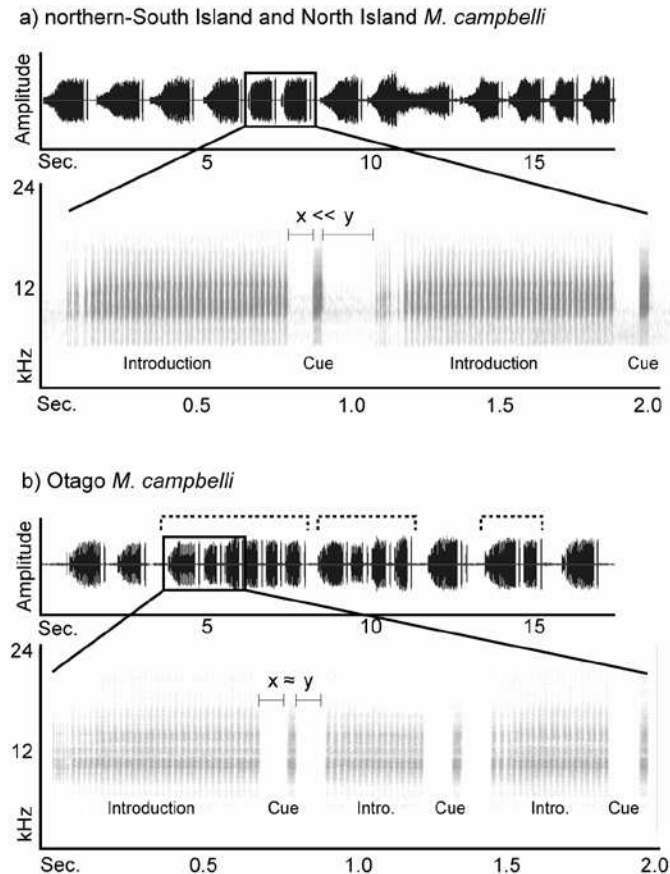 a) northern-South Island and North Island M. campbelli
Amplitude
Sec. 5 10 15
24
x << y
12
kHz
Introduction Cue Introduction Cue
Sec. 0.5 1.0 1.5 2.0
b) Otago M. campbelli
Amplitude
Sec. 5 10 15
24
x ≈ y
12
kHz
Introduction Cue Intro. Cue Intro. Cue
Sec. 0.5 1.0 1.5 2.0